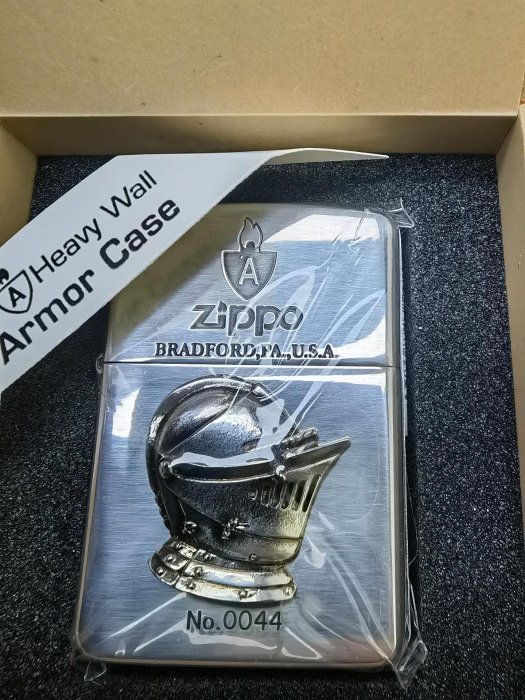 A Heavy Wall
Armor Case
A
zippo
BRADFORD,PA.,U.S.A.
No.0044